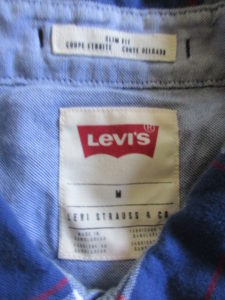 SLIM FIT
COUPE ETROITE CORTE DELGADO
LEVI'S®
M
LEVI STRAUSS & CO
MADE IN
BANGLADESH